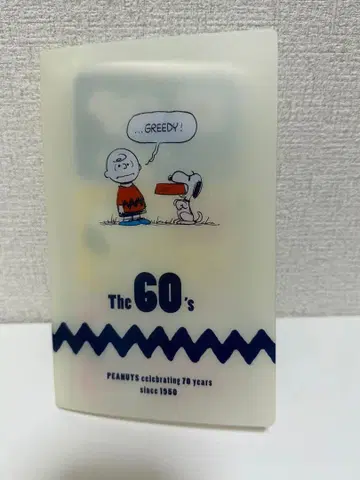 ...GREEDY!
The 60's
PEANUTS celebrating 70 years
since 1950